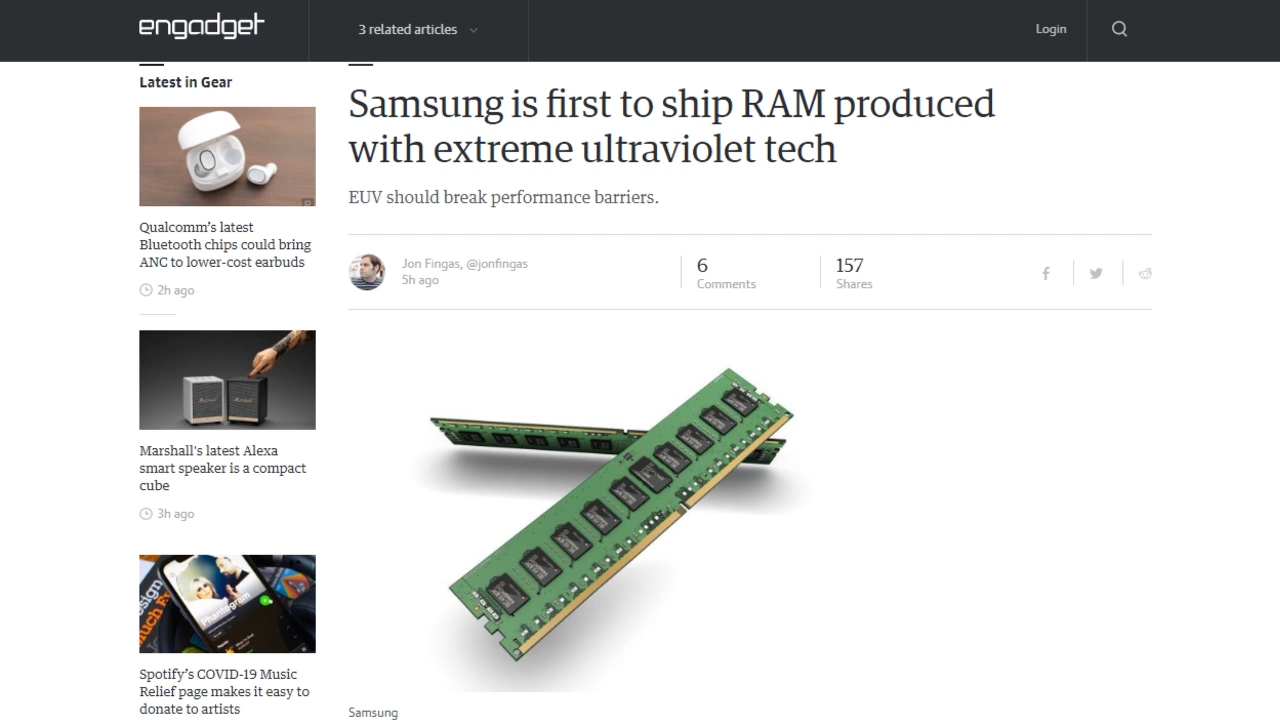 engadget
3 related articles
Login
Latest in Gear
Qualcomm's latest
Bluetooth chips could bring
ANC to lower-cost earbuds
2h ago
Marshall
Marshall's latest Alexa
smart speaker is a compact
cube
3h ago
Phantogram
Spotify's COVID-19 Music
Relief page makes it easy to
donate to artists
Samsung is first to ship RAM produced
with extreme ultraviolet tech
EUV should break performance barriers.
Jon Fingas, @jonfingas
5h ago
6
Comments
157
Shares
Samsung